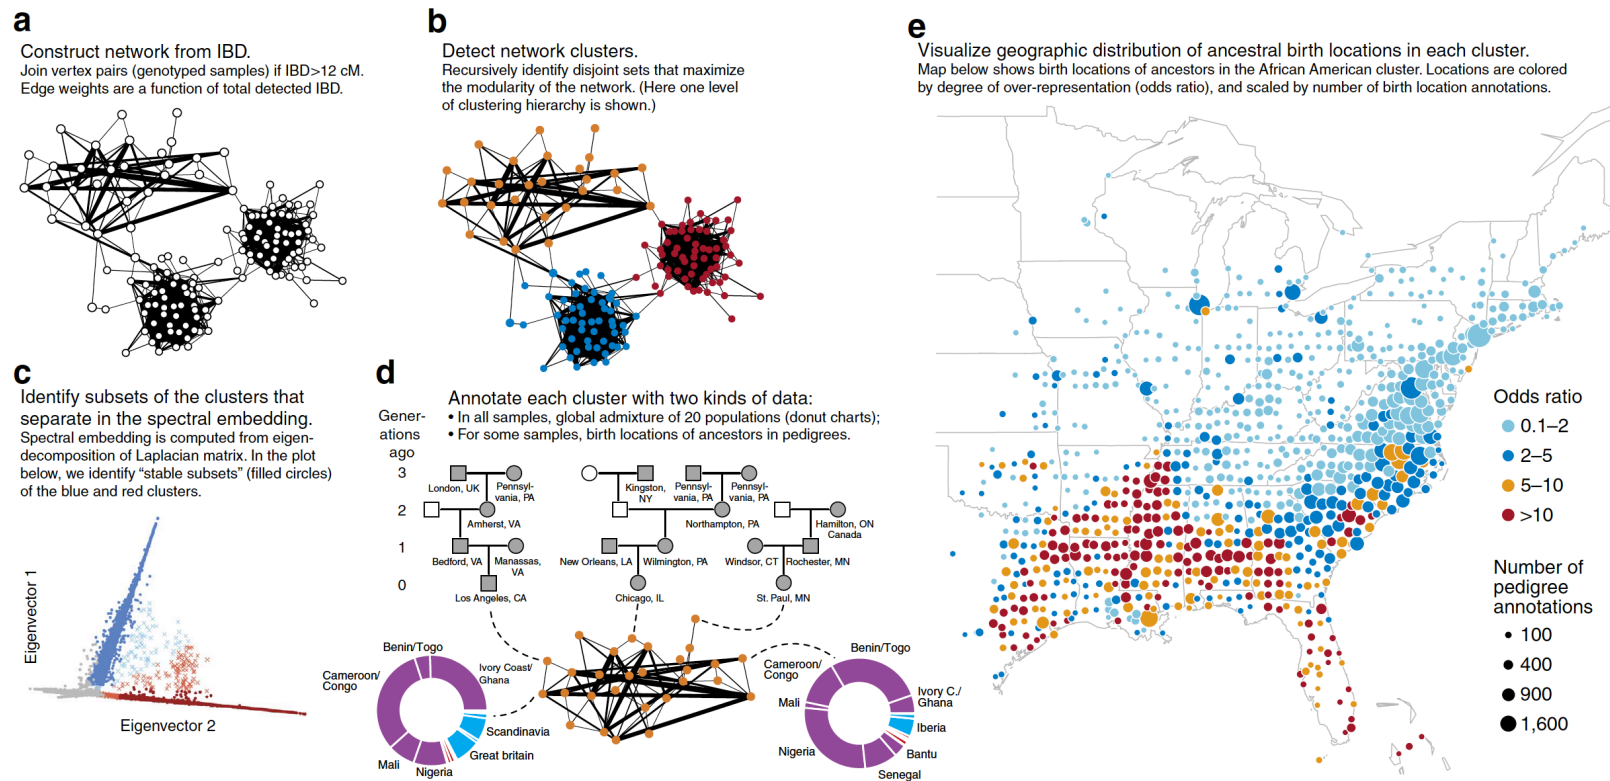 a
Construct network from IBD.
Join vertex pairs (genotyped samples) if IBD>12 cM.
Edge weights are a function of total detected IBD.
b
Detect network clusters.
Recursively identify disjoint sets that maximize
the modularity of the network. (Here one level
of clustering hierarchy is shown.)
c
Identify subsets of the clusters that
separate in the spectral embedding.
Spectral embedding is computed from eigen-
decomposition of Laplacian matrix. In the plot
below, we identify “stable subsets” (filled circles)
of the blue and red clusters.
Eigenvector 1
Eigenvector 2
d
Annotate each cluster with two kinds of data:
• In all samples, global admixture of 20 populations (donut charts);
• For some samples, birth locations of ancestors in pedigrees.
Gener-
ations
ago
3
2
1
0
London, UK
Pennsyl-
vania, PA
Kingston,
NY
Pennsyl-
vania, PA
Pennsyl-
vania, PA
Amherst, VA
Northampton, PA
Hamilton, ON
Canada
Bedford, VA
Manassas,
VA
New Orleans, LA
Wilmington, PA
Windsor, CT
Rochester, MN
Los Angeles, CA
Chicago, IL
St. Paul, MN
Benin/Togo
Cameroon/
Congo
Ivory Coast/
Ghana
Scandinavia
Great britain
Mali
Nigeria
Benin/Togo
Cameroon/
Congo
Mali
Ivory C./
Ghana
Iberia
Nigeria
Bantu
Senegal
e
Visualize geographic distribution of ancestral birth locations in each cluster.
Map below shows birth locations of ancestors in the African American cluster. Locations are colored
by degree of over-representation (odds ratio), and scaled by number of birth location annotations.
Odds ratio
0.1–2
2–5
5–10
>10
Number of
pedigree
annotations
100
400
900
1,600